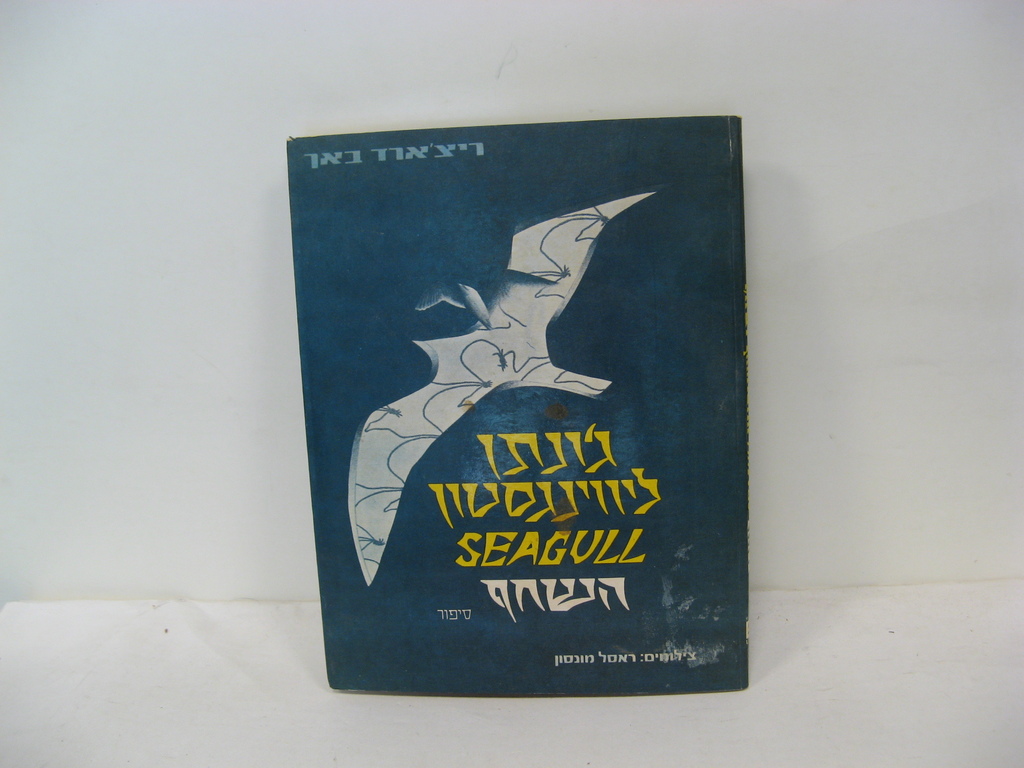 ריצ'ארד באך
ג'ונתן
ליווינגסטון
SEAGULL
השחף
סיפור
צילומים: ראסל מונסון